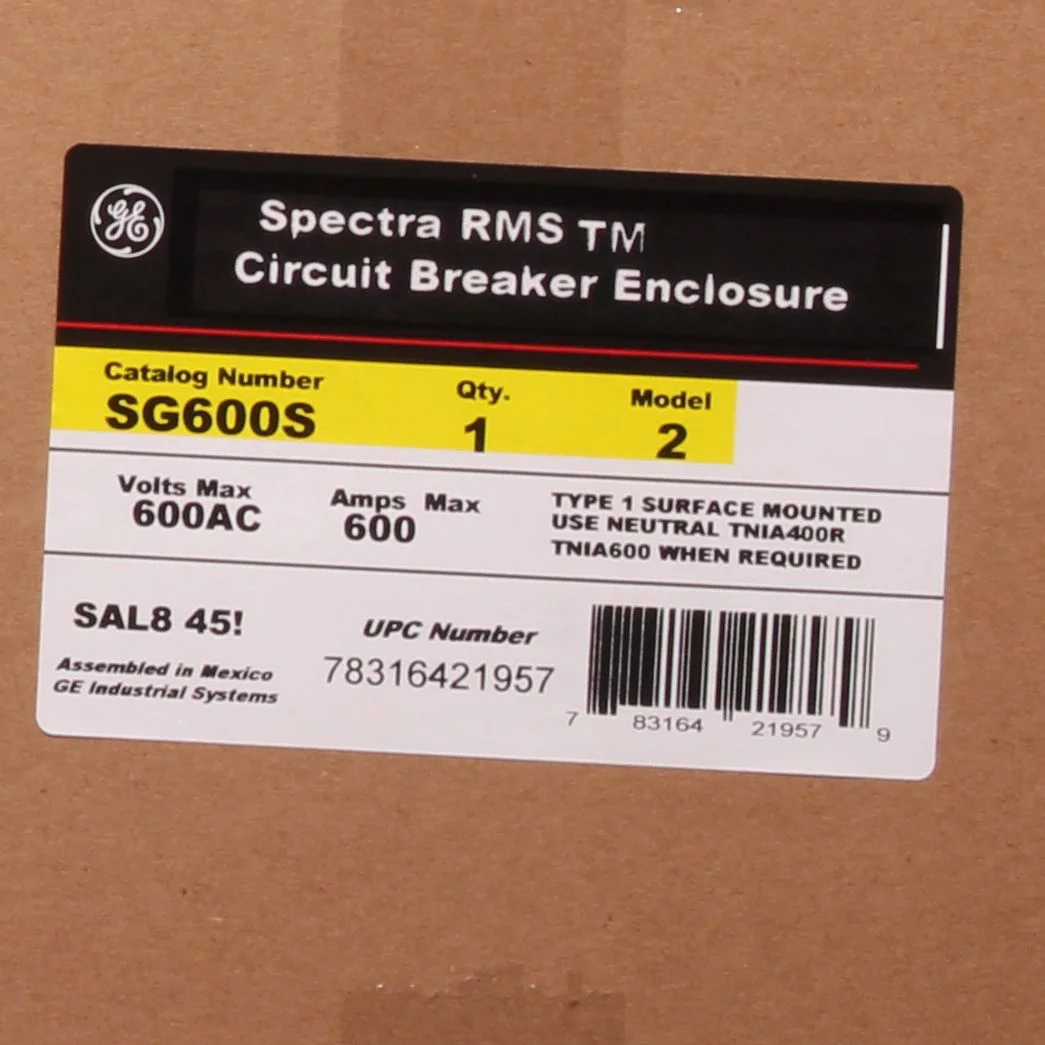 GE
Spectra RMS TM
Circuit Breaker Enclosure
Catalog Number Qty. Model
SG600S 1 2
Volts Max Amps Max
600AC 600
TYPE 1 SURFACE MOUNTED
USE NEUTRAL TNIA400R
TNIA600 WHEN REQUIRED
SAL8 45!
Assembled in Mexico
GE Industrial Systems
UPC Number
78316421957
7 83164 21957 9